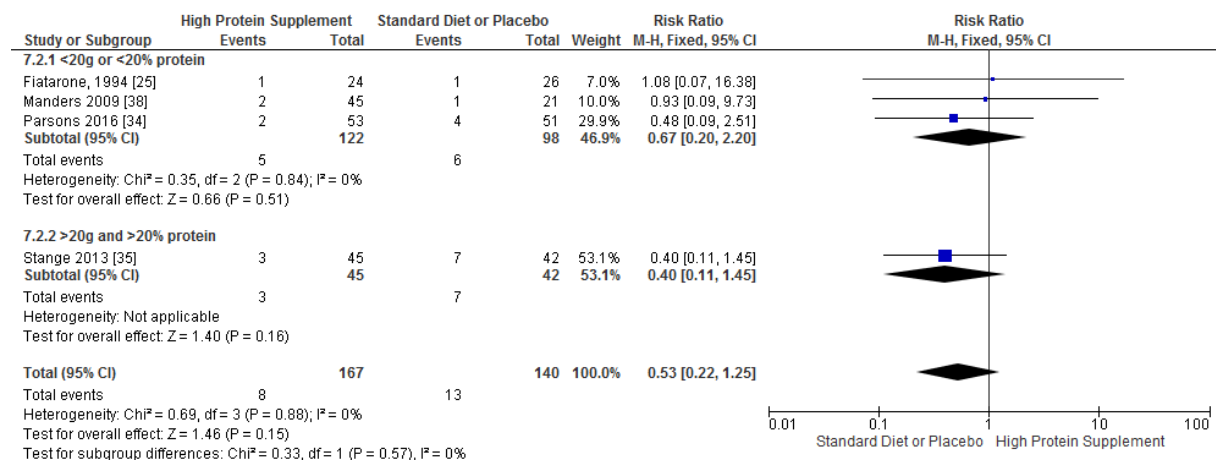 High Protein Supplement Standard Diet or Placebo Risk Ratio Risk Ratio
Study or Subgroup Events Total Events Total Weight M-H, Fixed, 95% CI M-H, Fixed, 95% CI
7.2.1 <20g or <20% protein
Fiatarone, 1994 [25] 1 24 1 26 7.0% 1.08 [0.07, 16.38]
Manders 2009 [38] 2 45 1 21 10.0% 0.93 [0.09, 9.73]
Parsons 2016 [34] 2 53 4 51 29.9% 0.48 [0.09, 2.51]
Subtotal (95% CI) 122 98 46.9% 0.67 [0.20, 2.20]
Total events 5 6
Heterogeneity: Chi² = 0.35, df = 2 (P = 0.84); I² = 0%
Test for overall effect: Z = 0.66 (P = 0.51)
7.2.2 >20g and >20% protein
Stange 2013 [35] 3 45 7 42 53.1% 0.40 [0.11, 1.45]
Subtotal (95% CI) 45 42 53.1% 0.40 [0.11, 1.45]
Total events 3 7
Heterogeneity: Not applicable
Test for overall effect: Z = 1.40 (P = 0.16)
Total (95% CI) 167 140 100.0% 0.53 [0.22, 1.25]
Total events 8 13
Heterogeneity: Chi² = 0.69, df = 3 (P = 0.88); I² = 0%
Test for overall effect: Z = 1.46 (P = 0.15)
Test for subgroup differences: Chi² = 0.33, df = 1 (P = 0.57), I² = 0%
0.01 0.1 1 10 100
Standard Diet or Placebo High Protein Supplement